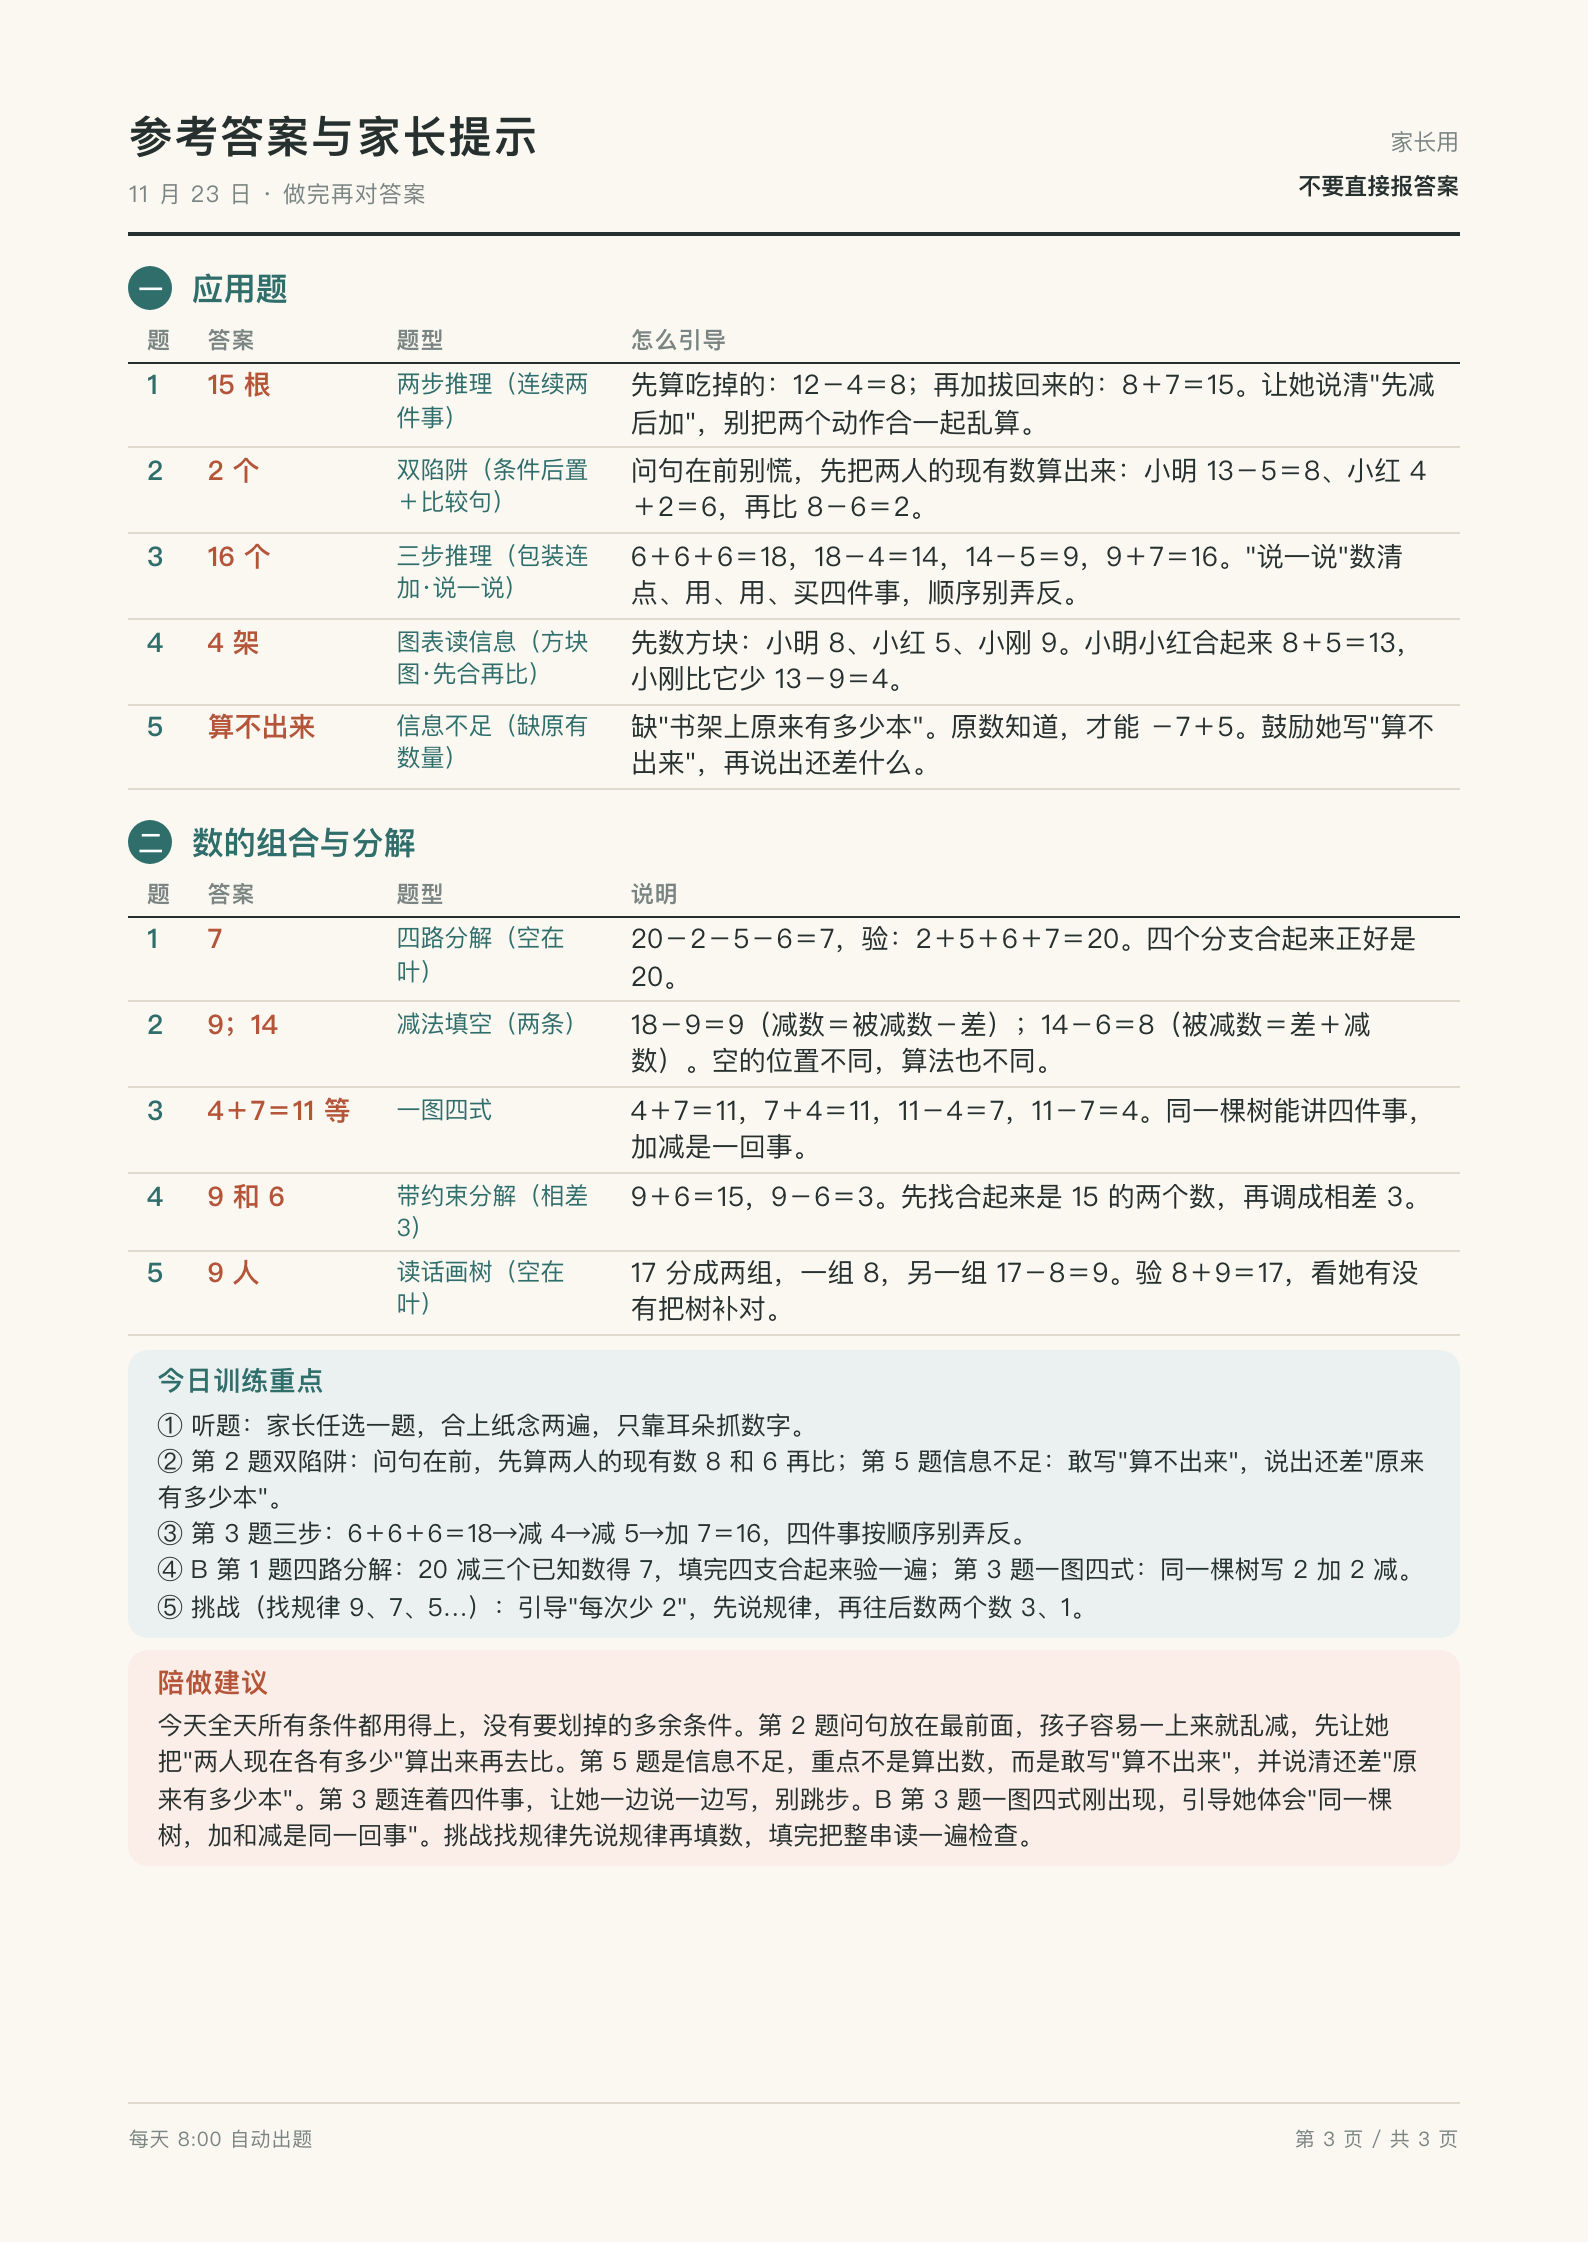 参考答案与家长提示
家长用
11 月 23 日 · 做完再对答案
不要直接报答案
一 应用题
题 答案 题型 怎么引导
1 15 根 两步推理（连续两件事） 先算吃掉的：12－4＝8；再加拔回来的：8＋7＝15。让她说清"先减
后加"，别把两个动作合一起乱算。
2 2 个 双陷阱（条件后置＋比较句） 问句在前别慌，先把两人的现有数算出来：小明 13－5＝8、小红 4
＋2＝6，再比 8－6＝2。
3 16 个 三步推理（包装连加·说一说） 6＋6＋6＝18，18－4＝14，14－5＝9，9＋7＝16。"说一说"数清
点、用、用、买四件事，顺序别弄反。
4 4 架 图表读信息（方块图·先合再比） 先数方块：小明 8、小红 5、小刚 9。小明小红合起来 8＋5＝13，
小刚比它少 13－9＝4。
5 算不出来 信息不足（缺原有数量） 缺"书架上原来有多少本"。原数知道，才能 －7＋5。鼓励她写"算不
出来"，再说出还差什么。
二 数的组合与分解
题 答案 题型 说明
1 7 四路分解（空在叶） 20－2－5－6＝7，验：2＋5＋6＋7＝20。四个分支合起来正好是
20。
2 9；14 减法填空（两条） 18－9＝9（减数＝被减数－差）；14－6＝8（被减数＝差＋减
数）。空的位置不同，算法也不同。
3 4＋7＝11 等 一图四式 4＋7＝11，7＋4＝11，11－4＝7，11－7＝4。同一棵树能讲四件事，
加减是一回事。
4 9 和 6 带约束分解（相差 3） 9＋6＝15，9－6＝3。先找合起来是 15 的两个数，再调成相差 3。
5 9 人 读话画树（空在叶） 17 分成两组，一组 8，另一组 17－8＝9。验 8＋9＝17，看她有没
有把树补对。
今日训练重点
① 听题：家长任选一题，合上纸念两遍，只靠耳朵抓数字。
② 第 2 题双陷阱：问句在前，先算两人的现有数 8 和 6 再比；第 5 题信息不足：敢写"算不出来"，说出还差"原来
有多少本"。
③ 第 3 题三步：6＋6＋6＝18→减 4→减 5→加 7＝16，四件事按顺序别弄反。
④ B 第 1 题四路分解：20 减三个已知数得 7，填完四支合起来验一遍；第 3 题一图四式：同一棵树写 2 加 2 减。
⑤ 挑战（找规律 9、7、5…）：引导"每次少 2"，先说规律，再往后数两个数 3、1。
陪做建议
今天全天所有条件都用得上，没有要划掉的多余条件。第 2 题问句放在最前面，孩子容易一上来就乱减，先让她
把"两人现在各有多少"算出来再去比。第 5 题是信息不足，重点不是算出数，而是敢写"算不出来"，并说清还差"原
来有多少本"。第 3 题连着四件事，让她一边说一边写，别跳步。B 第 3 题一图四式刚出现，引导她体会"同一棵
树，加和减是同一回事"。挑战找规律先说规律再填数，填完把整串读一遍检查。
每天 8:00 自动出题
第 3 页 / 共 3 页